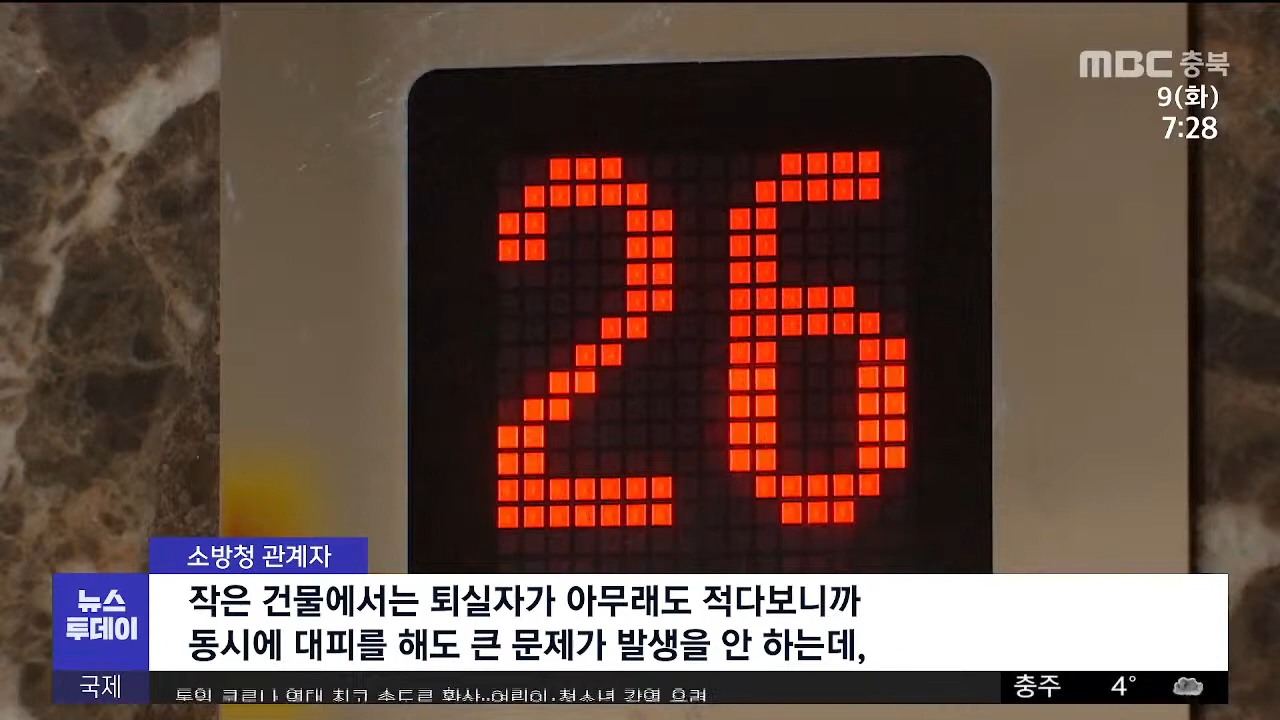 MBC 충북
9(화)
7:28
26
소방청 관계자
뉴스
투데이
작은 건물에서는 퇴실자가 아무래도 적다보니까
동시에 대피를 해도 큰 문제가 발생을 안 하는데,
국제
충주 4°